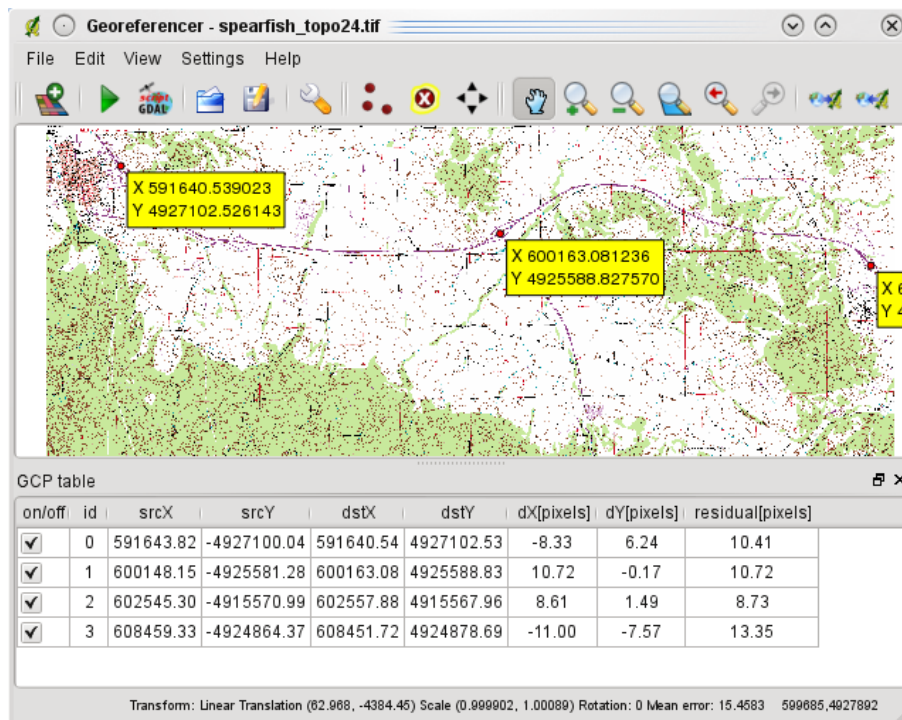 Georeferencer - spearfish_topo24.tif
File Edit View Settings Help
script
GDAL
X 591640.539023
Y 4927102.526143
X 600163.081236
Y 4925588.827570
X 6
Y 4
GCP table
on/off id srcX srcY dstX dstY dX[pixels] dY[pixels] residual[pixels]
0 591643.82 -4927100.04 591640.54 4927102.53 -8.33 6.24 10.41
1 600148.15 -4925581.28 600163.08 4925588.83 10.72 -0.17 10.72
2 602545.30 -4915570.99 602557.88 4915567.96 8.61 1.49 8.73
3 608459.33 -4924864.37 608451.72 4924878.69 -11.00 -7.57 13.35
Transform: Linear Translation (62.968, -4384.45) Scale (0.999902, 1.00089) Rotation: 0 Mean error: 15.4583 599685,4927892